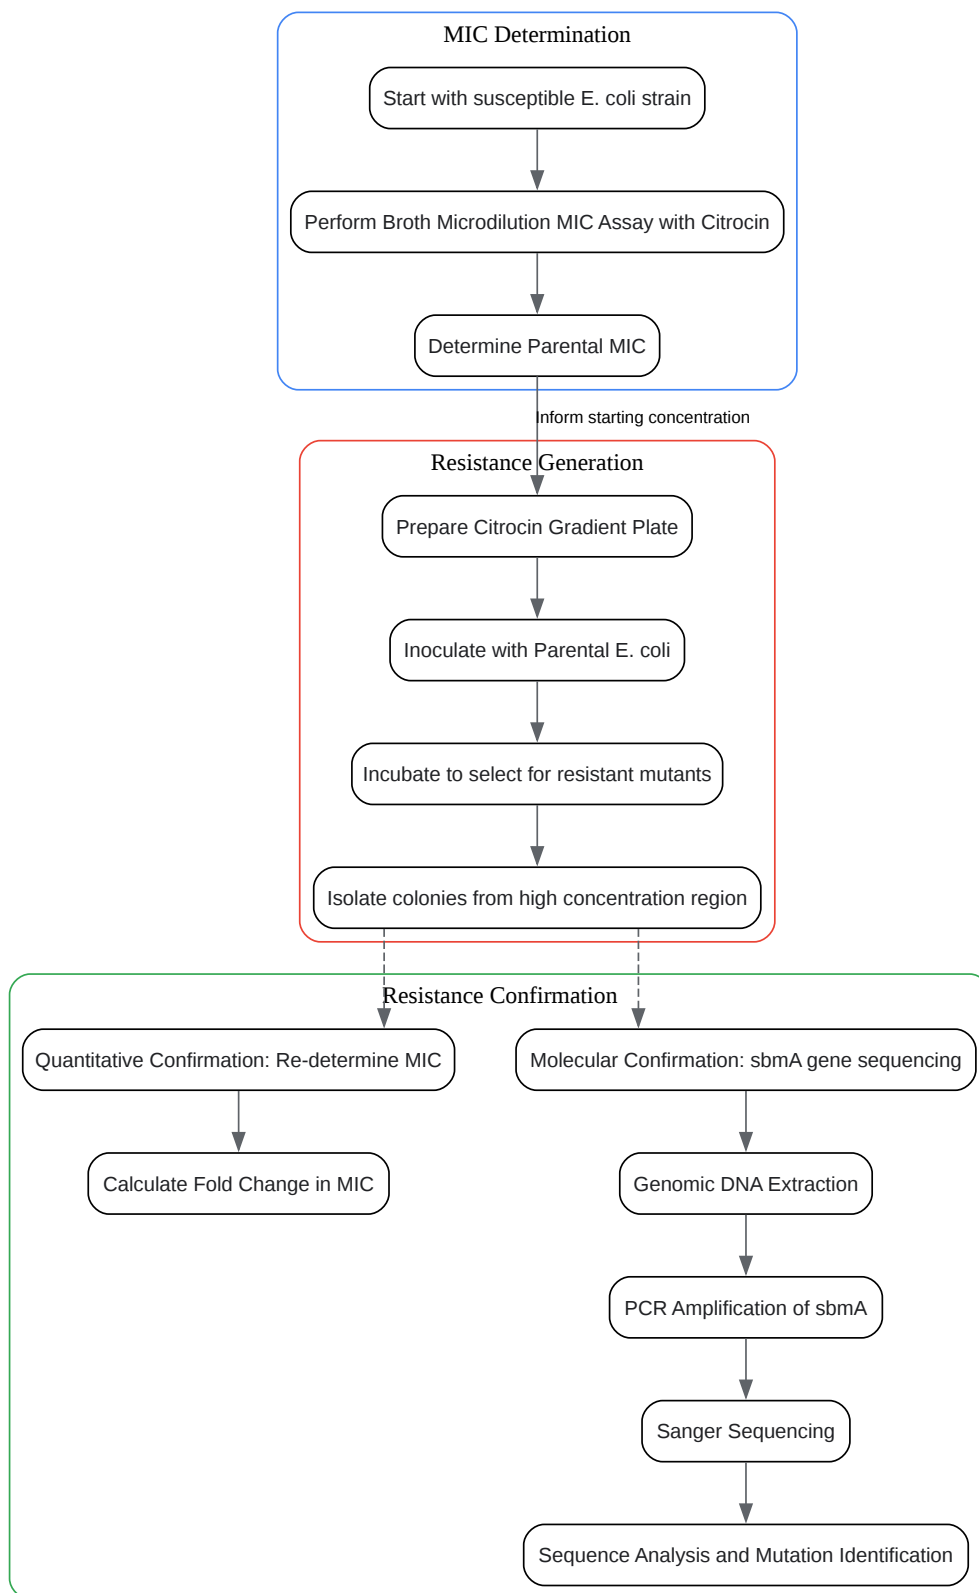 MIC Determination
Start with susceptible E. coli strain
Perform Broth Microdilution MIC Assay with Citrocin
Determine Parental MIC
Inform starting concentration
Resistance Generation
Prepare Citrocin Gradient Plate
Inoculate with Parental E. coli
Incubate to select for resistant mutants
Isolate colonies from high concentration region
Resistance Confirmation
Quantitative Confirmation: Re-determine MIC
Calculate Fold Change in MIC
Molecular Confirmation: sbmA gene sequencing
Genomic DNA Extraction
PCR Amplification of sbmA
Sanger Sequencing
Sequence Analysis and Mutation Identification